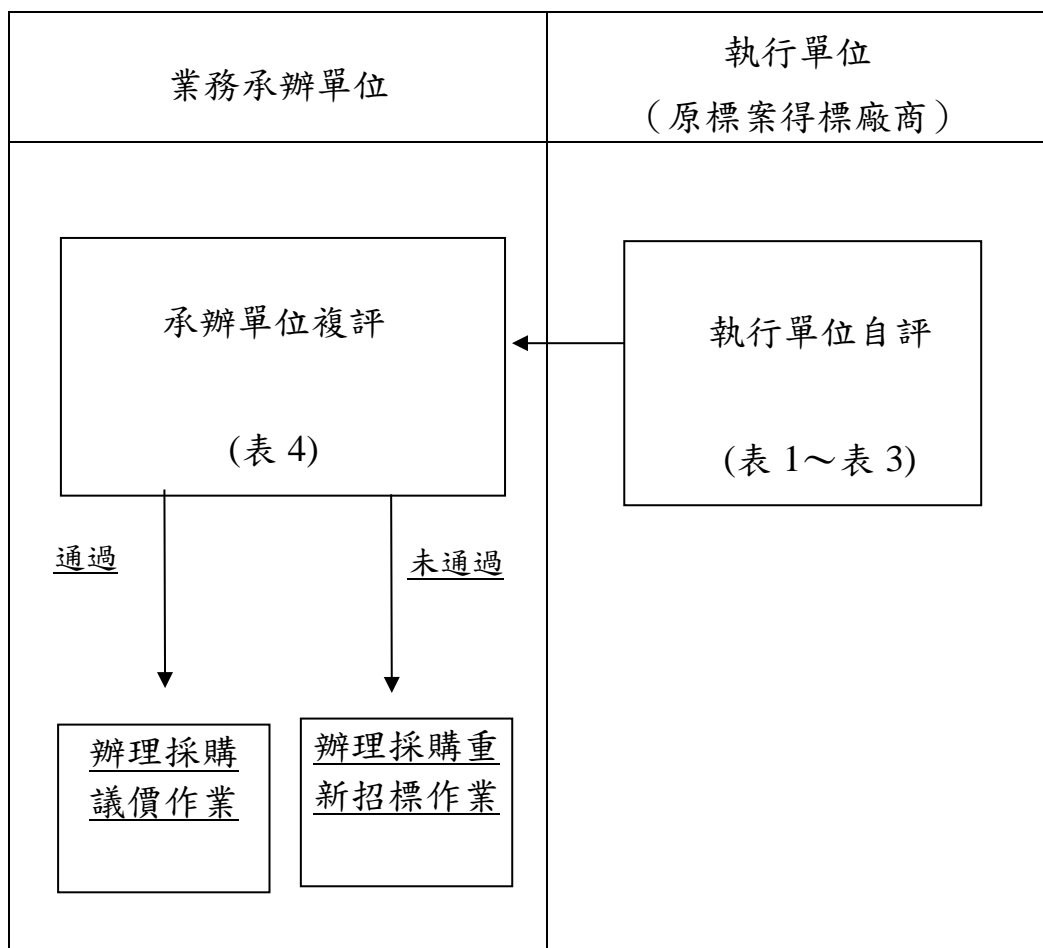 業務承辦單位
執行單位
（原標案得標廠商）
承辦單位複評
(表 4)
執行單位自評
(表 1～表 3)
通過
未通過
辦理採購
議價作業
辦理採購重
新招標作業